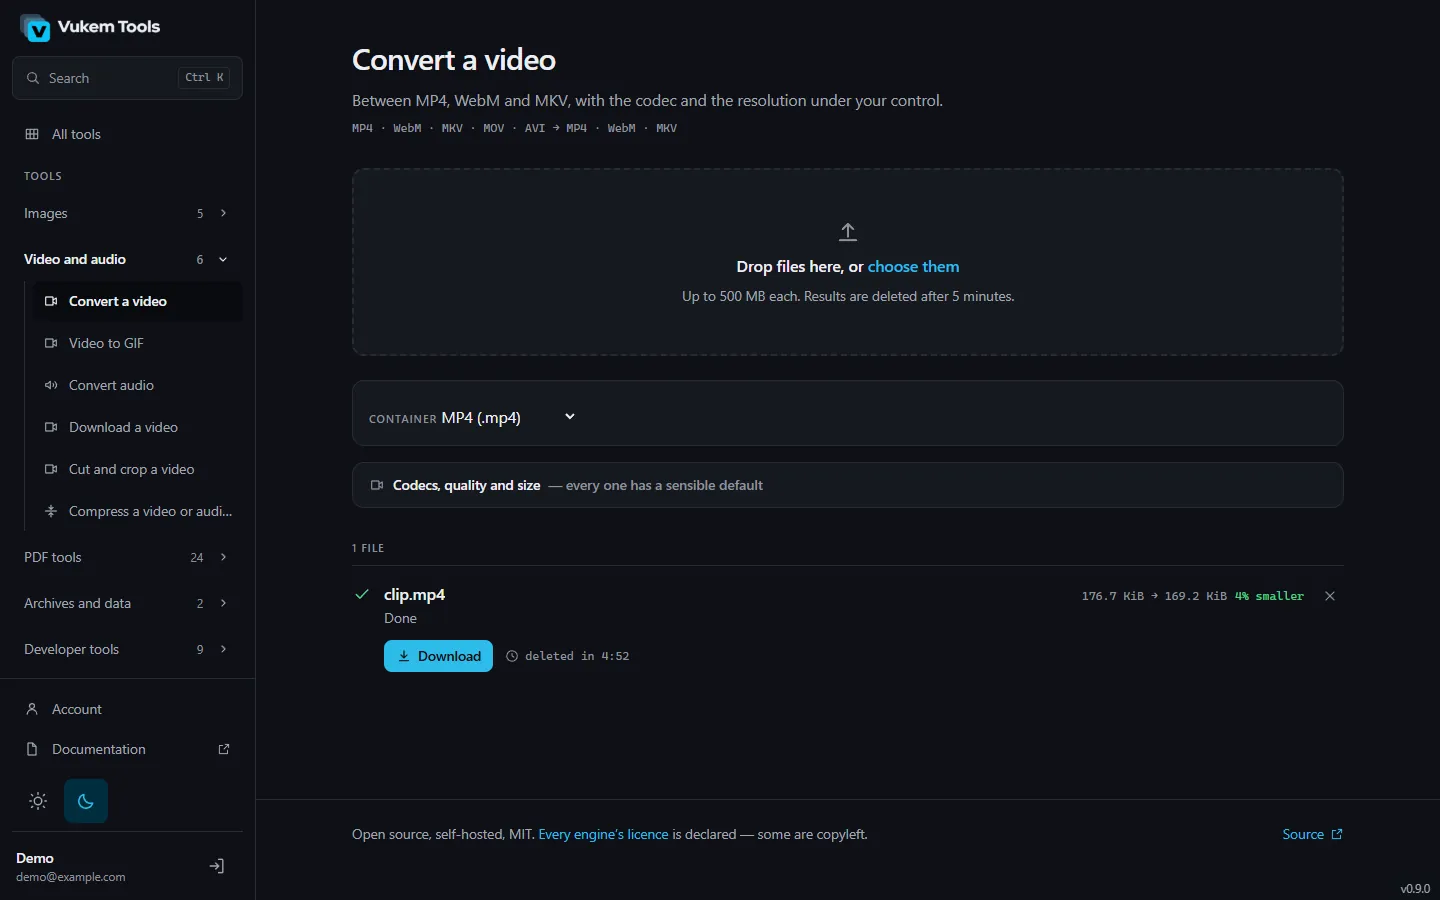 Vukem Tools
Search Ctrl K
All tools
TOOLS
Images 5
Video and audio 6
Convert a video
Video to GIF
Convert audio
Download a video
Cut and crop a video
Compress a video or audi...
PDF tools 24
Archives and data 2
Developer tools 9
Account
Documentation
Demo
demo@example.com
Convert a video
Between MP4, WebM and MKV, with the codec and the resolution under your control.
MP4 · WebM · MKV · MOV · AVI → MP4 · WebM · MKV
Drop files here, or choose them
Up to 500 MB each. Results are deleted after 5 minutes.
CONTAINER MP4 (.mp4)
Codecs, quality and size — every one has a sensible default
1 FILE
clip.mp4 176.7 KiB → 169.2 KiB 4% smaller
Done
Download deleted in 4:52
Open source, self-hosted, MIT. Every engine's licence is declared — some are copyleft. Source
v0.9.0